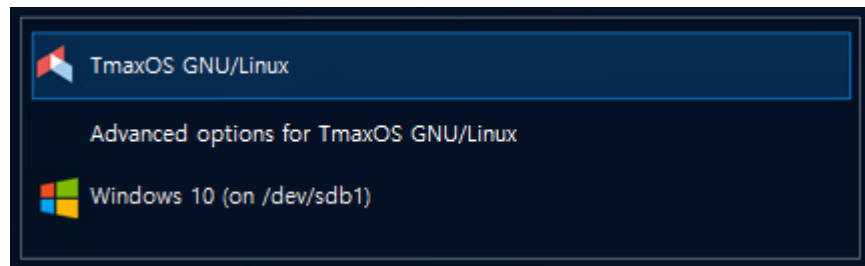 TmaxOS GNU/Linux
Advanced options for TmaxOS GNU/Linux
Windows 10 (on /dev/sdb1)